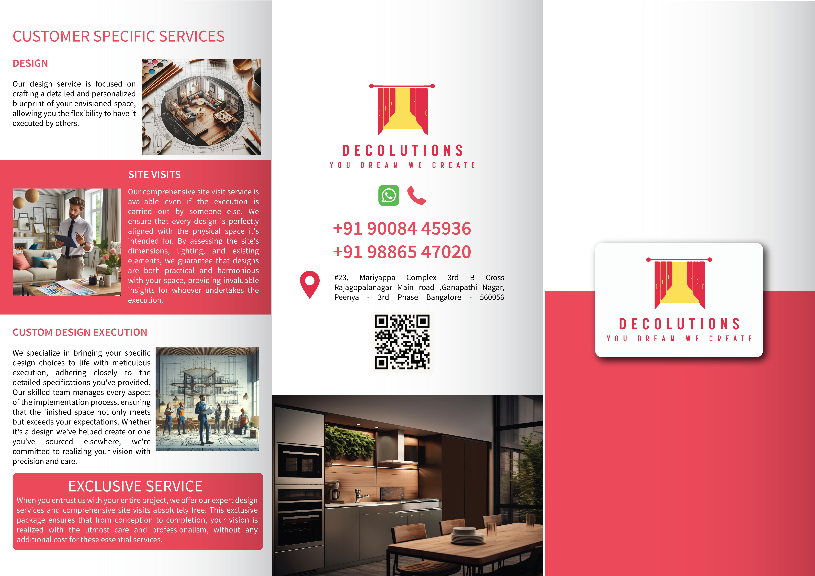 CUSTOMER SPECIFIC SERVICES
DESIGN
Our design service is focused on
crafting a detailed and personalized
blueprint of your envisioned space,
allowing you the flexibility to have it
executed by others.
SITE VISITS
Our comprehensive site visit service is
available even if the execution is
carried out by someone else. We
ensure that every design is perfectly
aligned with the physical space it's
intended for. By assessing the site's
dimensions, lighting, and existing
elements, we guarantee that designs
are both practical and harmonious
with your space, providing invaluable
insights for whoever undertakes the
execution.
CUSTOM DESIGN EXECUTION
We specialize in bringing your specific
design choices to life with meticulous
execution, adhering closely to the
detailed specifications you've provided.
Our skilled team manages every aspect
of the implementation process, ensuring
that the finished space not only meets
but exceeds your expectations. Whether
it's a design we've helped create or one
you've sourced elsewhere, we're
committed to realizing your vision with
precision and care.
EXCLUSIVE SERVICE
When you entrust us with your entire project, we offer our expert design
services and comprehensive site visits absolutely free. This exclusive
package ensures that from conception to completion, your vision is
realized with the utmost care and professionalism, without any
additional cost for these essential services.
DECOLUTIONS
YOU DREAM WE CREATE
+91 90084 45936
+91 98865 47020
#23, Mariyappa Complex 3rd B Cross
Rajagopalanagar Main road ,Ganapathi Nagar,
Peenya - 3rd Phase Bangalore - 560058
DECOLUTIONS
YOU DREAM WE CREATE